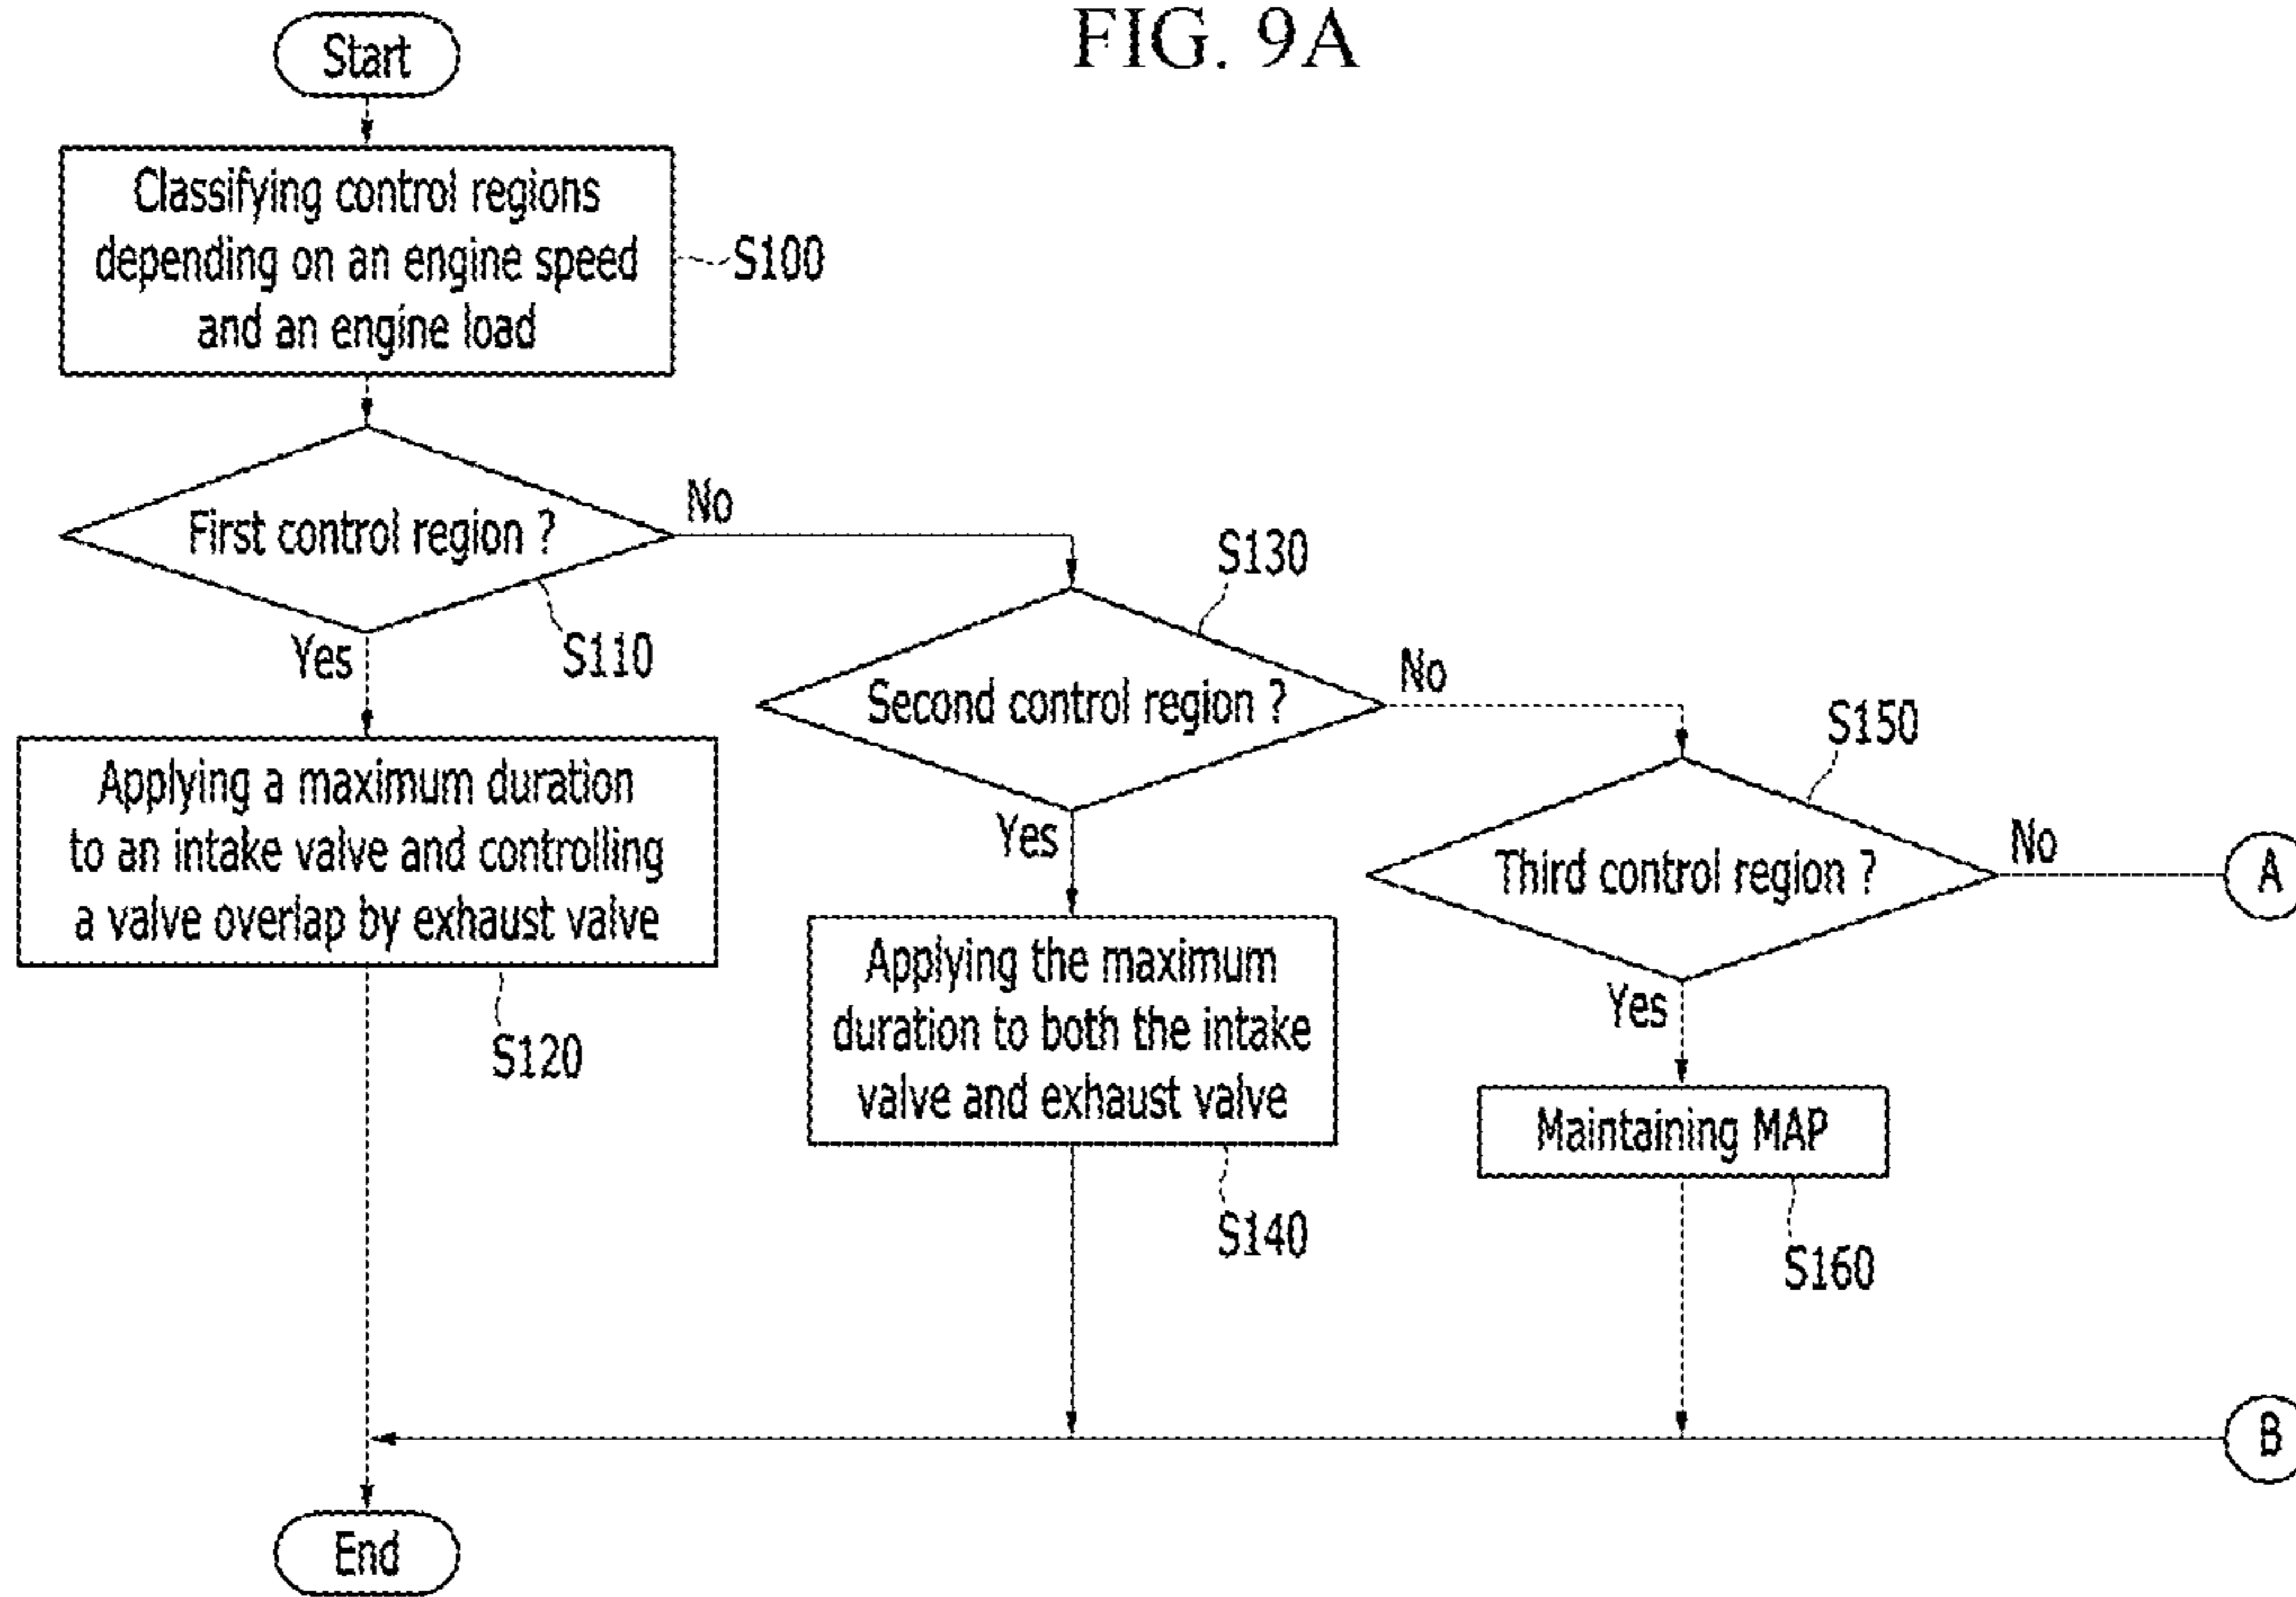 FIG. 9A
Start
Classifying control regions
depending on an engine speed
and an engine load
S100
First control region ?
No
S110
Yes
Applying a maximum duration
to an intake valve and controlling
a valve overlap by exhaust valve
S120
S130
Second control region ?
No
Yes
Applying the maximum
duration to both the intake
valve and exhaust valve
S140
S150
Third control region ?
No
A
Yes
Maintaining MAP
S160
B
End